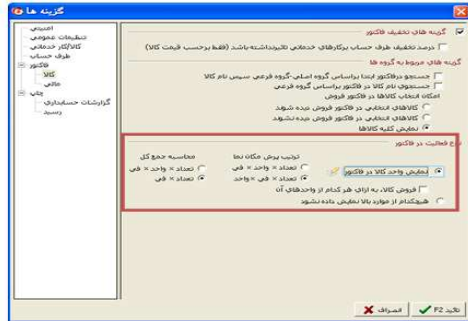 گزینه ها
امنیتی
تنظیمات عمومی
طرف حساب
کالا/کار خدماتی
فاکتور
کالا
مالی
چاپ
گزارشات حسابداری
رسید
گزینه های تخفیف فاکتور
درصد تخفیف طرف حساب برکارهای خدماتی تاثیرنداشته باشد (فقط برحسب قیمت کالا)
گزینه های مربوط به گروه ها
جستجو درفاکتور ابتدا براساس گروه اصلی-گروه فرعی سپس نام کالا
جستجوی نام کالا در فاکتور براساس گروه فرعی
امکان انتخاب کالاها در فاکتور فروش
کالاهای انتخابی در فاکتور فروش دیده شوند
کالاهای انتخابی در فاکتور فروش دیده نشوند
نمایش کلیه کالاها
نوع فعالیت در فاکتور
ترتیب پرش مکان نما
محاسبه جمع کل
نمایش واحد کالا در فاکتور
تعداد × واحد × فی
تعداد × واحد × فی
تعداد × فی ×واحد
تعداد × فی
فروش کالا، به ازای هر کدام از واحدهای آن
هیچکدام از موارد بالا نمایش داده نشود
تائید F2
انصراف